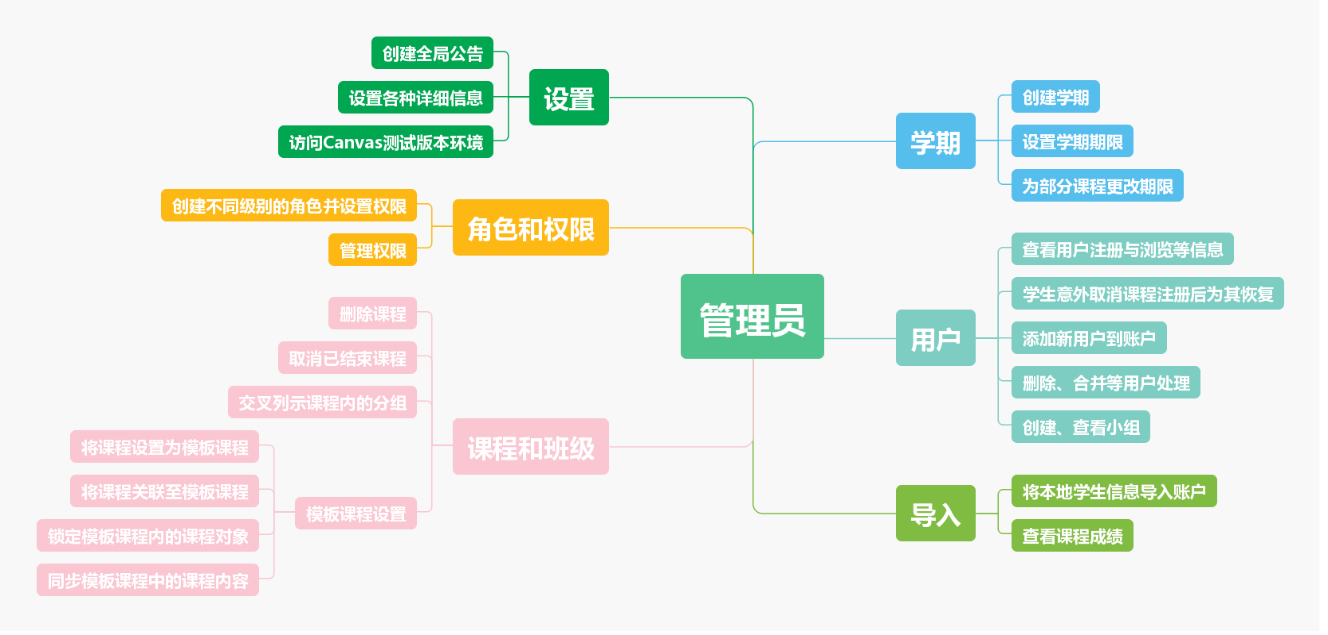 管理员
设置
创建全局公告
设置各种详细信息
访问Canvas测试版本环境
角色和权限
创建不同级别的角色并设置权限
管理权限
课程和班级
删除课程
取消已结束课程
交叉列示课程内的分组
模板课程设置
将课程设置为模板课程
将课程关联至模板课程
锁定模板课程内的课程对象
同步模板课程中的课程内容
学期
创建学期
设置学期期限
为部分课程更改期限
用户
查看用户注册与浏览等信息
学生意外取消课程注册后为其恢复
添加新用户到账户
删除、合并等用户处理
创建、查看小组
导入
将本地学生信息导入账户
查看课程成绩